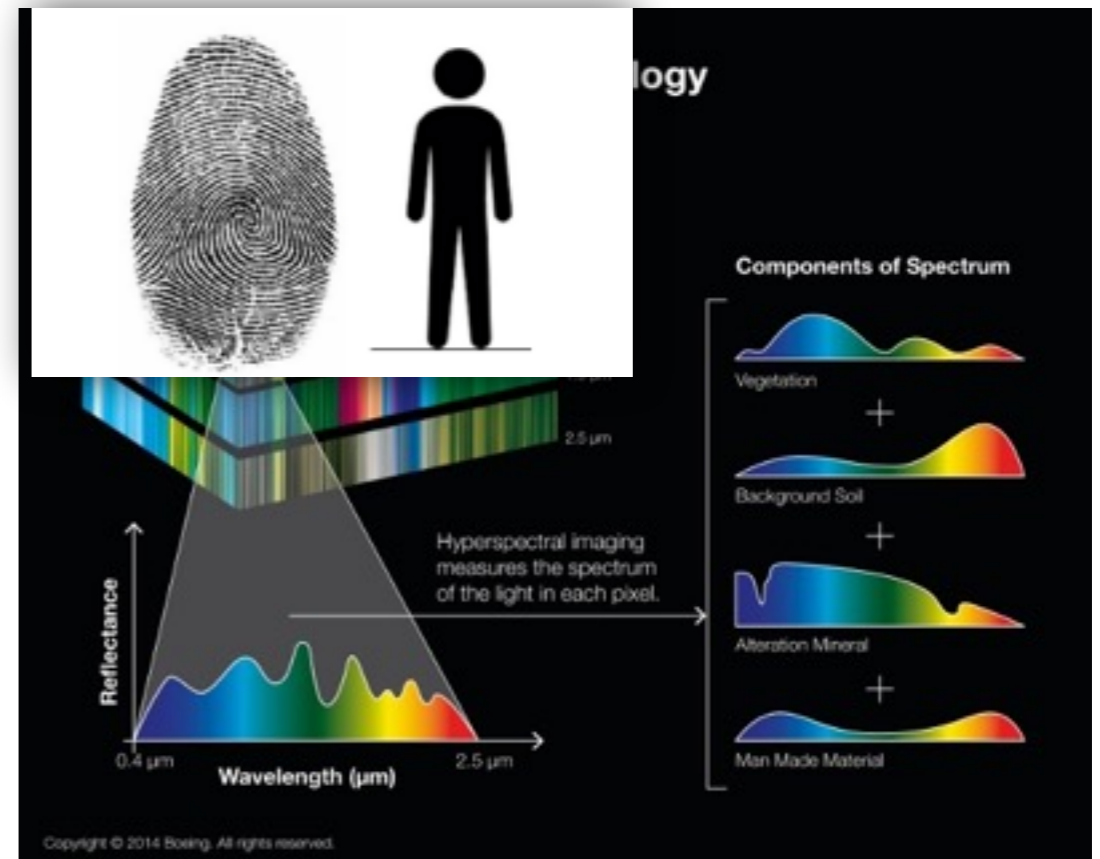 logy
Components of Spectrum
Vegetation
+
2.5 µm
Background Soil
+
Hyperspectral imaging
measures the spectrum
of the light in each pixel.
Reflectance
Alteration Mineral
+
0.4 µm
2.5 µm
Wavelength (µm)
Man Made Material
Copyright © 2014 Boeing. All rights reserved.